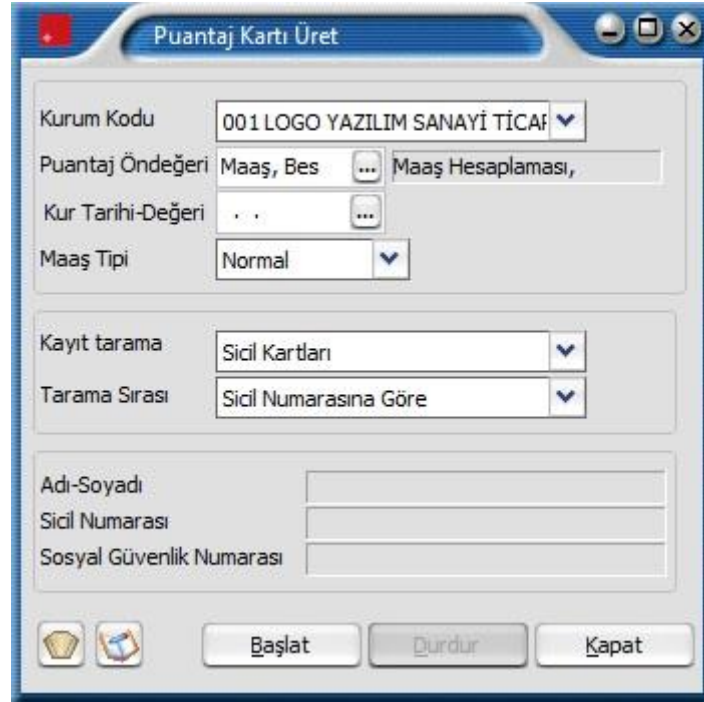 Puantaj Kartı Üret
Kurum Kodu 001 LOGO YAZILIM SANAYİ TİCAR
Puantaj Öndeğeri Maaş, Bes ... Maaş Hesaplaması,
Kur Tarihi-Değeri . . ...
Maaş Tipi Normal
Kayıt tarama Sicil Kartları
Tarama Sırası Sicil Numarasına Göre
Adı-Soyadı
Sicil Numarası
Sosyal Güvenlik Numarası
Başlat Durdur Kapat